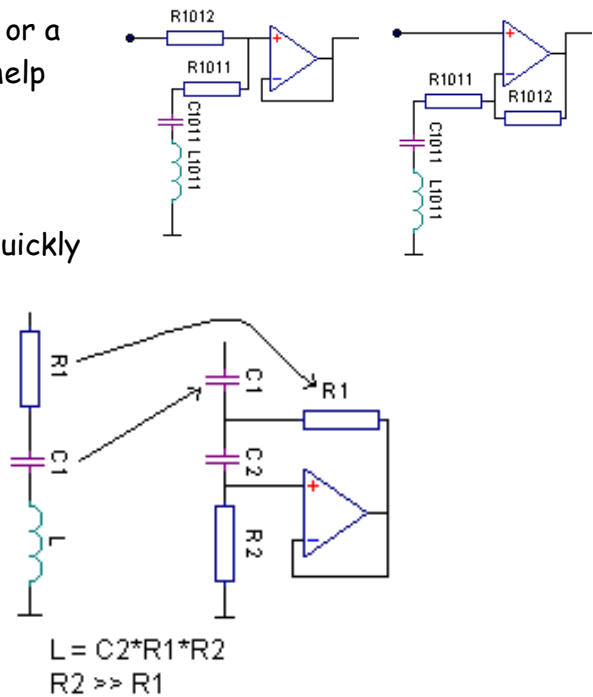 or a
help
uickly
R1012
R1011
C1011
L1011
+
-
R1011
R1012
C1011
L1011
+
-
R1
C1
L
C1
R1
C2
R2
+
-
L = C2*R1*R2
R2 >> R1